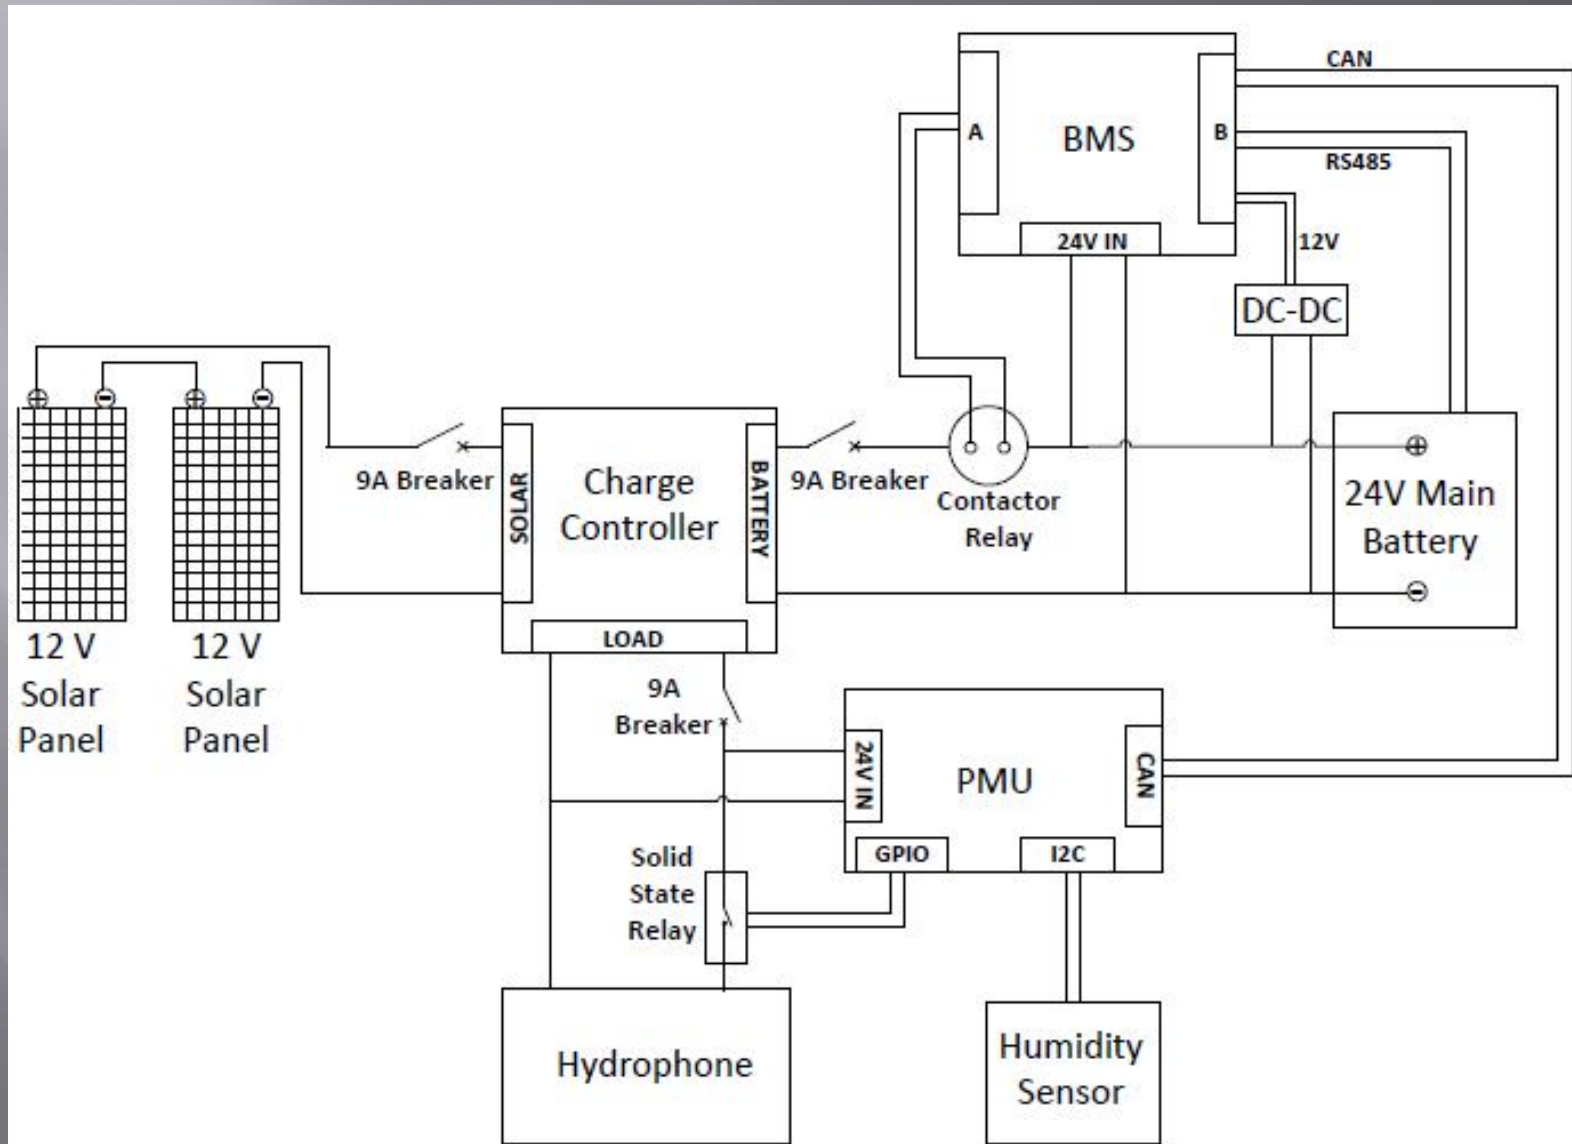 CAN
A
BMS
B
RS485
24V IN
12V
DC-DC
9A Breaker
SOLAR
Charge
Controller
BATTERY
9A Breaker
Contactor
Relay
24V Main
Battery
12 V
Solar
Panel
12 V
Solar
Panel
LOAD
9A
Breaker
24V IN
PMU
CAN
GPIO
I2C
Solid
State
Relay
Hydrophone
Humidity
Sensor